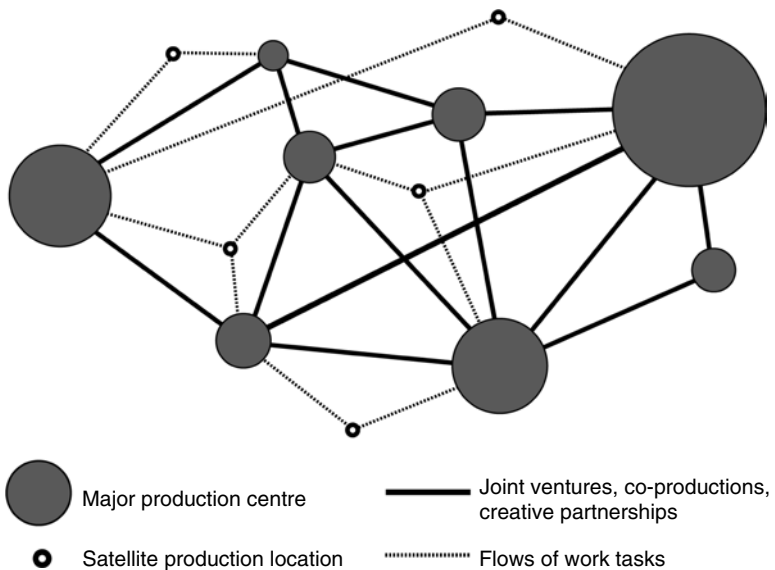 Major production centre
Joint ventures, co-productions,
creative partnerships
Satellite production location
Flows of work tasks